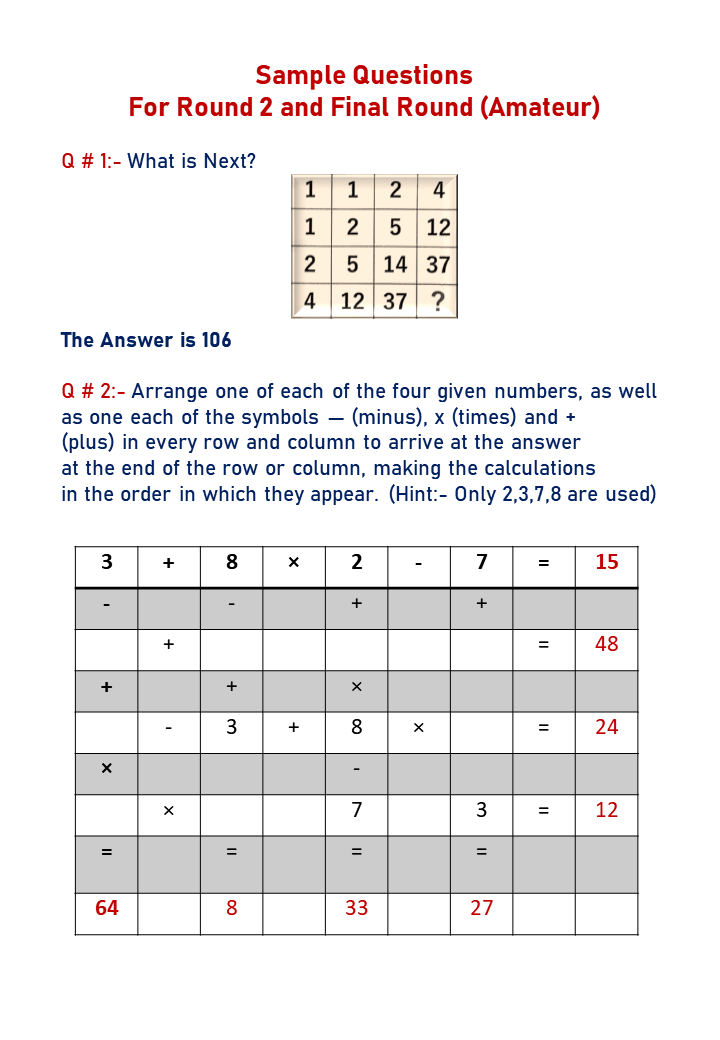 Sample Questions
For Round 2 and Final Round (Amateur)
Q # 1:- What is Next?
1 1 2 4
1 2 5 12
2 5 14 37
4 12 37 ?
The Answer is 106
Q # 2:- Arrange one of each of the four given numbers, as well
as one each of the symbols — (minus), x (times) and +
(plus) in every row and column to arrive at the answer
at the end of the row or column, making the calculations
in the order in which they appear. (Hint:- Only 2,3,7,8 are used)
3 + 8 × 2 - 7 = 15
- - + +
+ = 48
+ + ×
- 3 + 8 × = 24
× -
× 7 3 = 12
= = = =
64 8 33 27